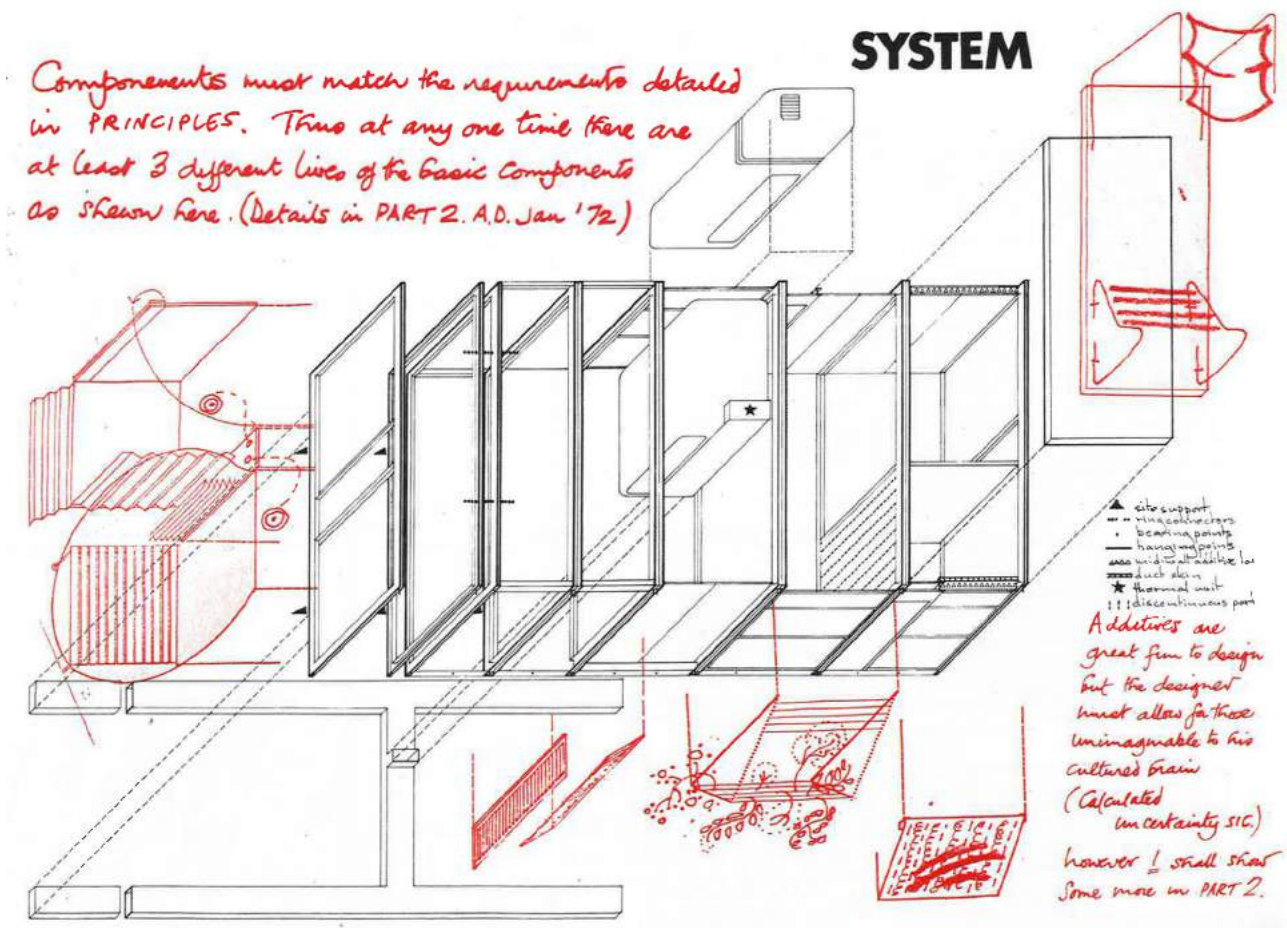 SYSTEM
Componenents must match the requirements detailed
in PRINCIPLES. Thus at any one time there are
at least 3 different lives of the basic components
as shown here. (Details in PART 2. A.D. Jan '72)
site support
ring connectors
bearing points
hanging points
midwall additive
duct skin
thermal unit
discontinuous
Additives are
great fun to design
but the designer
must allow for those
unimaginable to his
cultured brain
(Calculated
uncertainty SIC.)
however I shall show
some more in PART 2.